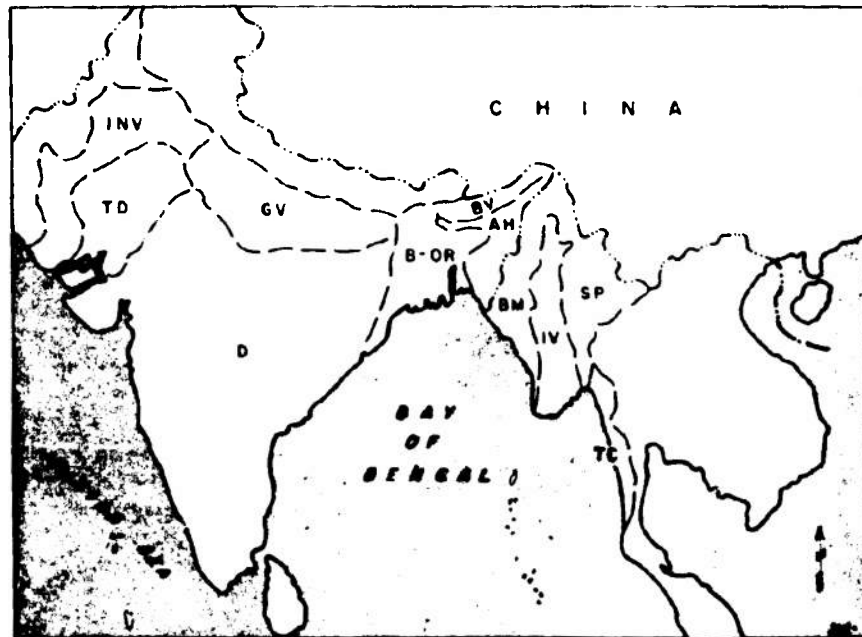 CHINA
INV
TD
GV
BV
AH
B-OR
BM
SP
IV
D
BAY
OF
BENGAL
TC